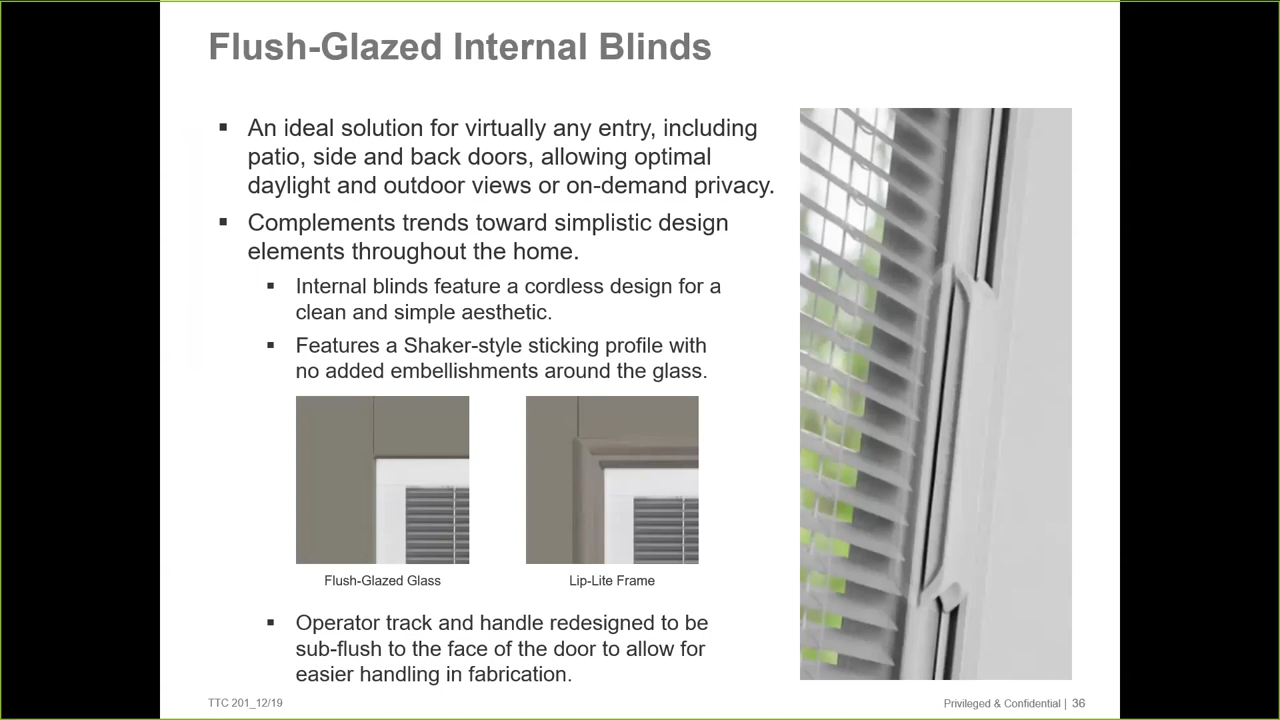 Flush-Glazed Internal Blinds
▪ An ideal solution for virtually any entry, including
patio, side and back doors, allowing optimal
daylight and outdoor views or on-demand privacy.
▪ Complements trends toward simplistic design
elements throughout the home.
▪ Internal blinds feature a cordless design for a
clean and simple aesthetic.
▪ Features a Shaker-style sticking profile with
no added embellishments around the glass.
Flush-Glazed Glass
Lip-Lite Frame
▪ Operator track and handle redesigned to be
sub-flush to the face of the door to allow for
easier handling in fabrication.
TTC 201_12/19
Privileged & Confidential | 36